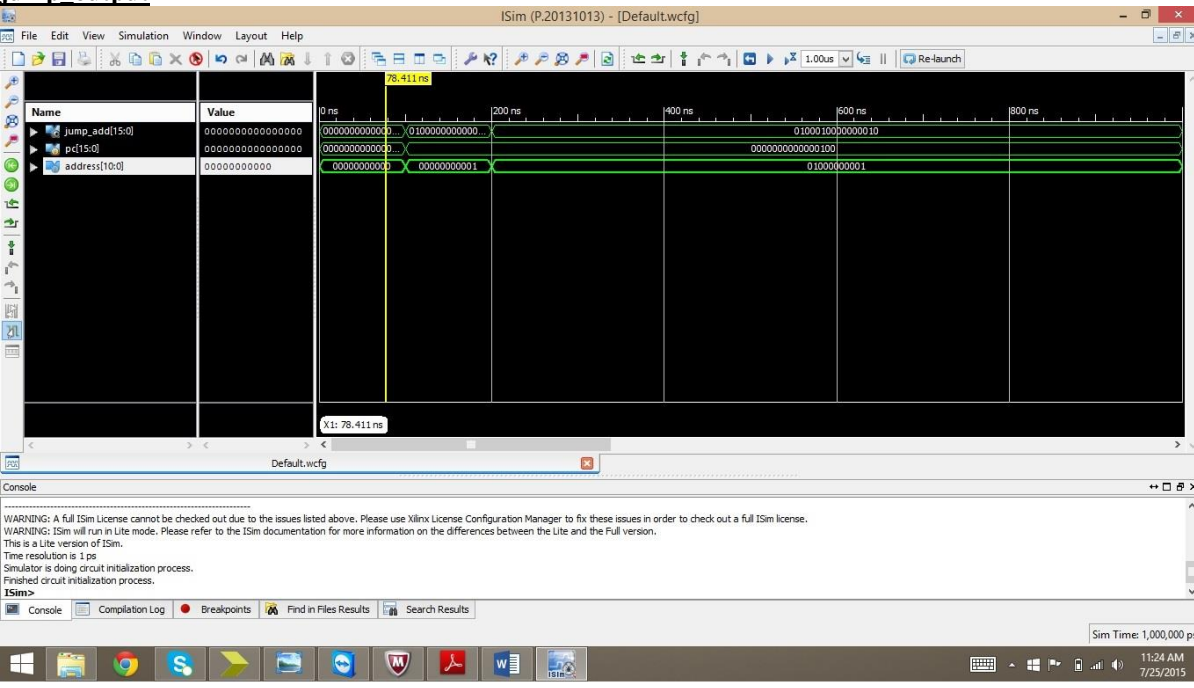 ISim (P.20131013) - [Default.wcfg]
File Edit View Simulation Window Layout Help
1.00us Re-launch
78.411 ns
Name Value
0 ns 200 ns 400 ns 600 ns 800 ns
jump_add[15:0] 0000000000000000 000000000000... 0100000000000... 0100010000000010
pc[15:0] 0000000000000000 000000000000... 0000000000000100
address[10:0] 00000000000 00000000000 00000000001 01000000001
X1: 78.411 ns
Default.wcfg
Console
WARNING: A full ISim License cannot be checked out due to the issues listed above. Please use Xilinx License Configuration Manager to fix these issues in order to check out a full ISim license.
WARNING: ISim will run in Lite mode. Please refer to the ISim documentation for more information on the differences between the Lite and the Full version.
This is a Lite version of ISim.
Time resolution is 1 ps
Simulator is doing circuit initialization process.
Finished circuit initialization process.
ISim>
Console Compilation Log Breakpoints Find in Files Results Search Results
Sim Time: 1,000,000 p
11:24 AM
7/25/2015